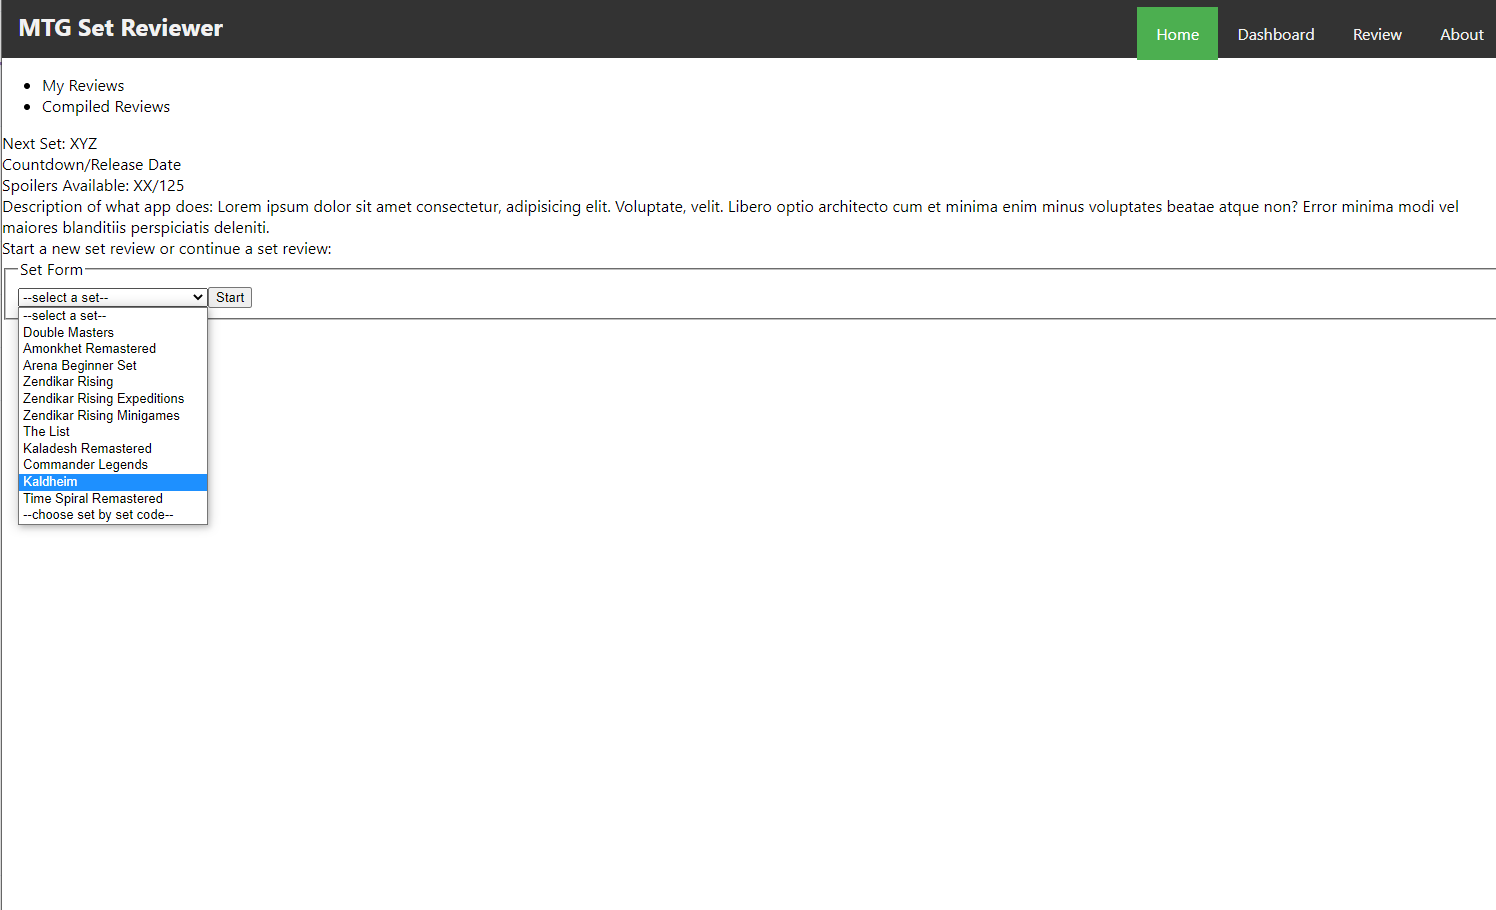 MTG Set Reviewer
Home Dashboard Review About
My Reviews
Compiled Reviews
Next Set: XYZ
Countdown/Release Date
Spoilers Available: XX/125
Description of what app does: Lorem ipsum dolor sit amet consectetur, adipisicing elit. Voluptate, velit. Libero optio architecto cum et minima enim minus voluptates beatae atque non? Error minima modi vel
maiores blanditiis perspiciatis deleniti.
Start a new set review or continue a set review:
Set Form
--select a set-- Start
--select a set--
Double Masters
Amonkhet Remastered
Arena Beginner Set
Zendikar Rising
Zendikar Rising Expeditions
Zendikar Rising Minigames
The List
Kaladesh Remastered
Commander Legends
Kaldheim
Time Spiral Remastered
--choose set by set code--